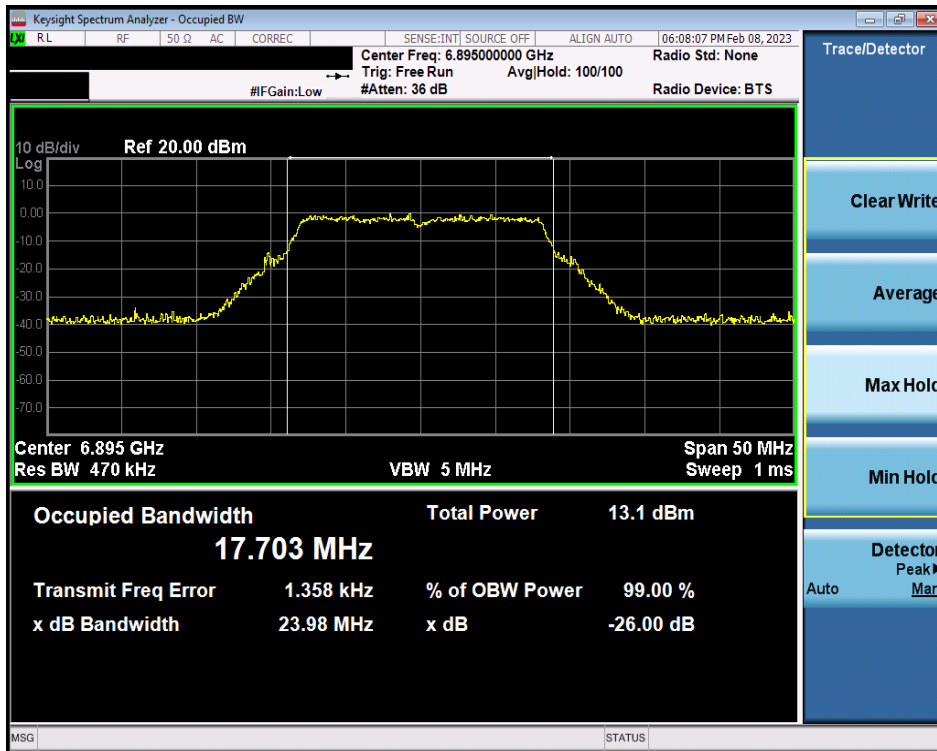 Keysight Spectrum Analyzer - Occupied BW
LXI RL RF 50 Ω AC CORREC SENSE:INT SOURCE OFF ALIGN AUTO 06:08:07 PM Feb 08, 2023
Center Freq: 6.895000000 GHz Radio Std: None
Trig: Free Run Avg|Hold: 100/100
#IFGain:Low #Atten: 36 dB Radio Device: BTS
Trace/Detector
10 dB/div Ref 20.00 dBm
Log
10.0
0.00
-10.0
-20.0
-30.0
-40.0
-50.0
-60.0
-70.0
Center 6.895 GHz Span 50 MHz
Res BW 470 kHz VBW 5 MHz Sweep 1 ms
Occupied Bandwidth Total Power 13.1 dBm
17.703 MHz
Transmit Freq Error 1.358 kHz % of OBW Power 99.00 %
x dB Bandwidth 23.98 MHz x dB -26.00 dB
Clear Write
Average
Max Hold
Min Hold
Detector
Peak
Auto Man
MSG STATUS